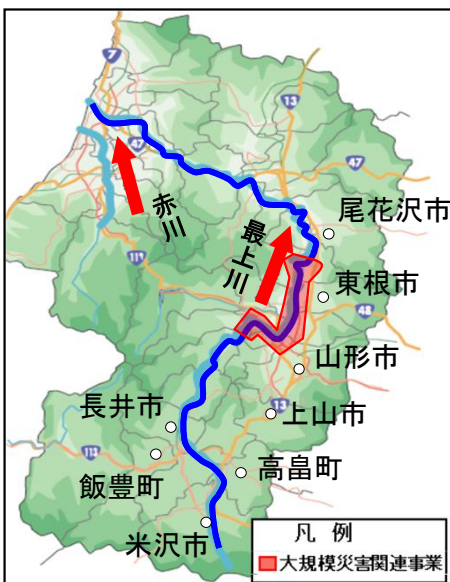 7
13
47
47
赤川
最上川
尾花沢市
東根市
48
山形市
上山市
13
長井市
113
飯豊町
高畠町
米沢市
凡 例
大規模災害関連事業